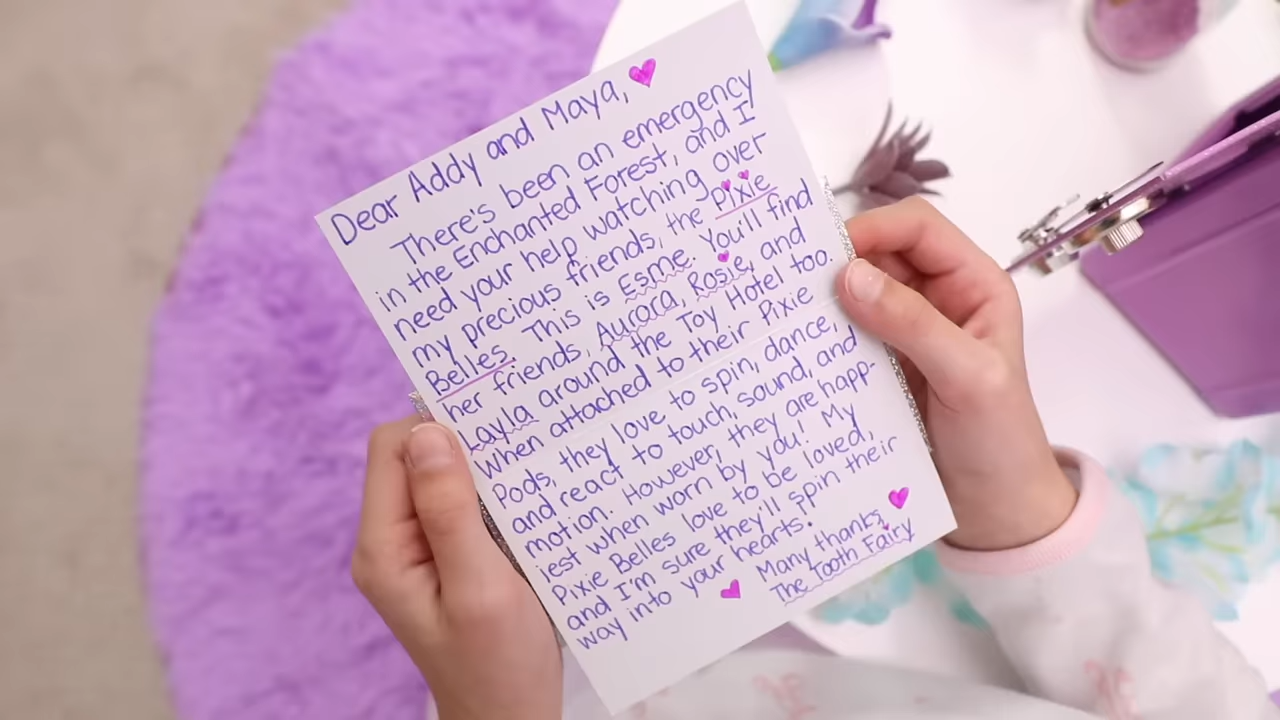 Dear Addy and Maya,
There's been an emergency
in the Enchanted Forest, and I
need your help watching over
my precious friends, the Pixie
Belles. This is Esme. You'll find
her friends, Aurora, Rosie, and
Layla around the Toy Hotel too.
When attached to their Pixie
Pods, they love to spin, dance,
and react to touch, sound, and
motion. However, they are happ-
iest when worn by you! My
Pixie Belles love to be loved,
and I'm sure they'll spin their
way into your hearts.
Many thanks,
The Tooth Fairy